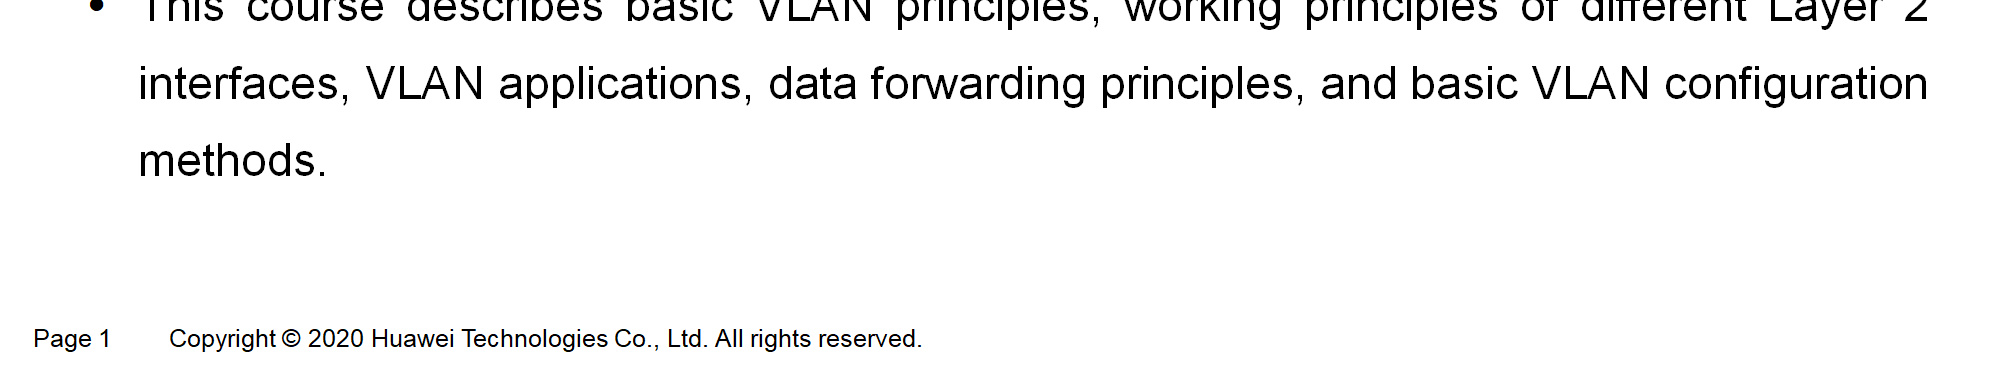 • This course describes basic VLAN principles, working principles of different Layer 2
interfaces, VLAN applications, data forwarding principles, and basic VLAN configuration
methods.
Page 1 Copyright © 2020 Huawei Technologies Co., Ltd. All rights reserved.